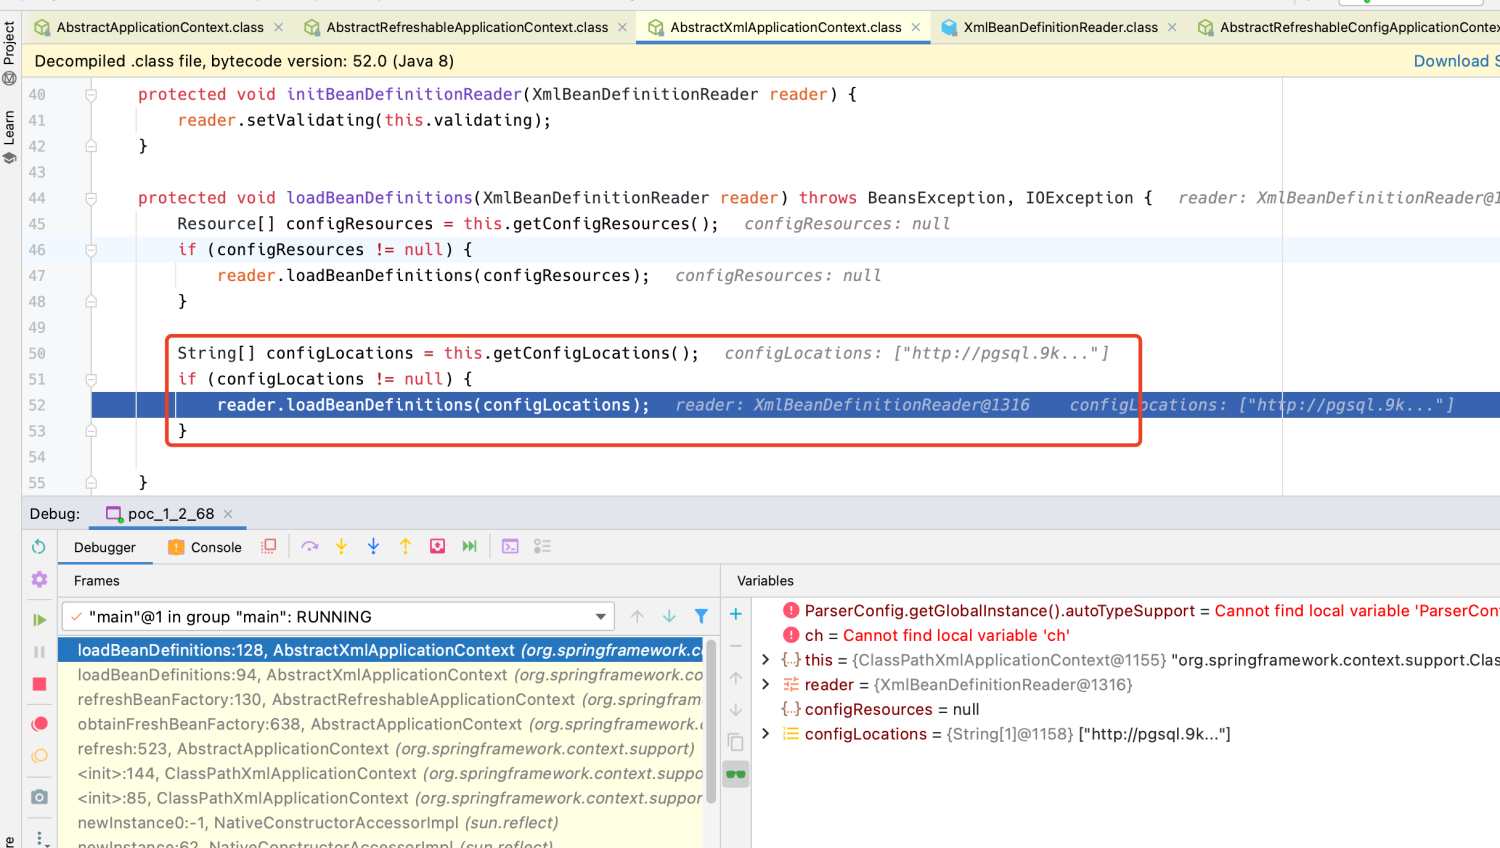 AbstractApplicationContext.class
AbstractRefreshableApplicationContext.class
AbstractXmlApplicationContext.class
XmlBeanDefinitionReader.class
AbstractRefreshableConfigApplicationContex
Project
Learn
Decompiled .class file, bytecode version: 52.0 (Java 8)
Download S
40 protected void initBeanDefinitionReader(XmlBeanDefinitionReader reader) {
41 reader.setValidating(this.validating);
42 }
43
44 protected void loadBeanDefinitions(XmlBeanDefinitionReader reader) throws BeansException, IOException { reader: XmlBeanDefinitionReader@1
45 Resource[] configResources = this.getConfigResources(); configResources: null
46 if (configResources != null) {
47 reader.loadBeanDefinitions(configResources); configResources: null
48 }
49
50 String[] configLocations = this.getConfigLocations(); configLocations: ["http://pgsql.9k..."]
51 if (configLocations != null) {
52 reader.loadBeanDefinitions(configLocations); reader: XmlBeanDefinitionReader@1316 configLocations: ["http://pgsql.9k..."]
53 }
54
55 }
Debug: poc_1_2_68
Debugger Console
Frames
Variables
"main"@1 in group "main": RUNNING
loadBeanDefinitions:128, AbstractXmlApplicationContext (org.springframework.c
loadBeanDefinitions:94, AbstractXmlApplicationContext (org.springframework.co
refreshBeanFactory:130, AbstractRefreshableApplicationContext (org.springfram
obtainFreshBeanFactory:638, AbstractApplicationContext (org.springframework.
refresh:523, AbstractApplicationContext (org.springframework.context.support)
<init>:144, ClassPathXmlApplicationContext (org.springframework.context.suppo
<init>:85, ClassPathXmlApplicationContext (org.springframework.context.suppor
newInstance0:-1, NativeConstructorAccessorImpl (sun.reflect)
newInstance:62, NativeConstructorAccessorImpl (sun.reflect)
ParserConfig.getGlobalInstance().autoTypeSupport = Cannot find local variable 'ParserCon
ch = Cannot find local variable 'ch'
this = {ClassPathXmlApplicationContext@1155} "org.springframework.context.support.Clas
reader = {XmlBeanDefinitionReader@1316}
configResources = null
configLocations = {String[1]@1158} ["http://pgsql.9k..."]